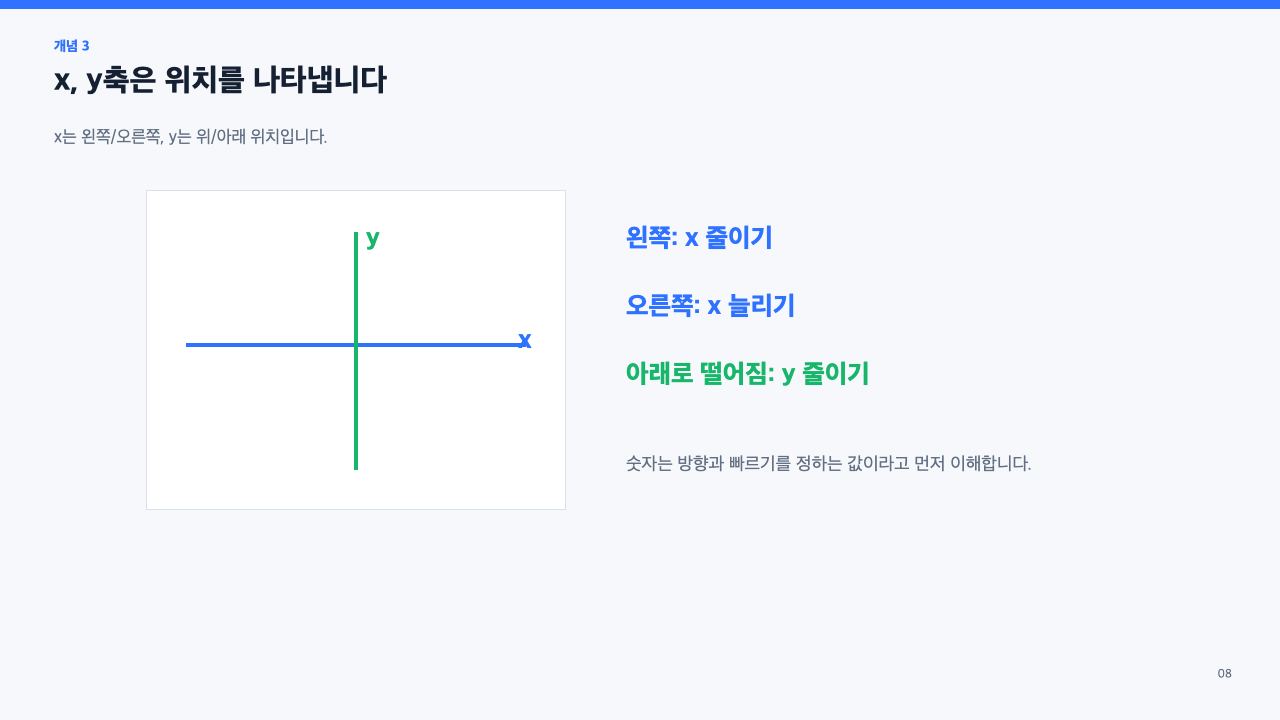 개념 3
x, y축은 위치를 나타냅니다
x는 왼쪽/오른쪽, y는 위/아래 위치입니다.
y
x
왼쪽: x 줄이기
오른쪽: x 늘리기
아래로 떨어짐: y 줄이기
숫자는 방향과 빠르기를 정하는 값이라고 먼저 이해합니다.
08